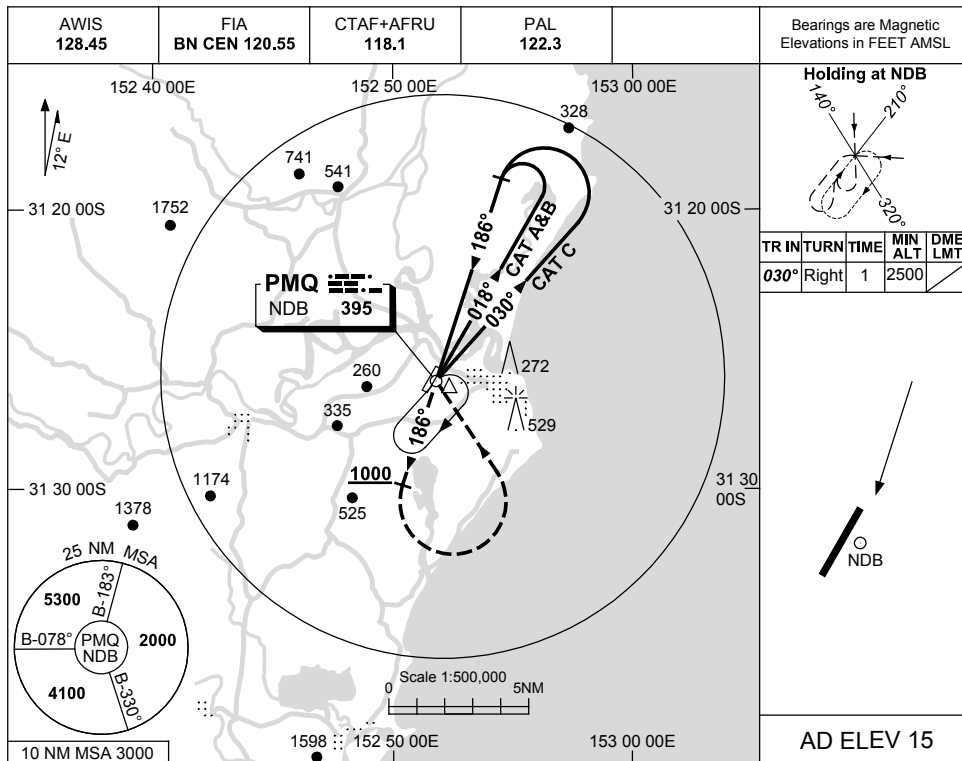 AWIS
128.45
FIA
BN CEN 120.55
CTAF+AFRU
118.1
PAL
122.3
Bearings are Magnetic
Elevations in FEET AMSL
152 40 00E
152 50 00E
153 00 00E
12° E
328
741
541
1752
31 20 00S
31 20 00S
186°
018° CAT A&B
030° CAT C
PMQ
NDB 395
272
260
335
529
186°
1000
31 30 00S
31 30
00S
1174
525
1378
25 NM MSA
5300
B-183°
B-078°
PMQ
NDB
2000
4100
B-330°
Scale 1:500,000
0
5NM
1598
152 50 00E
153 00 00E
10 NM MSA 3000
Holding at NDB
140°
210°
320°
TR IN TURN TIME MIN ALT DME LMT
030° Right 1 2500
NDB
AD ELEV 15